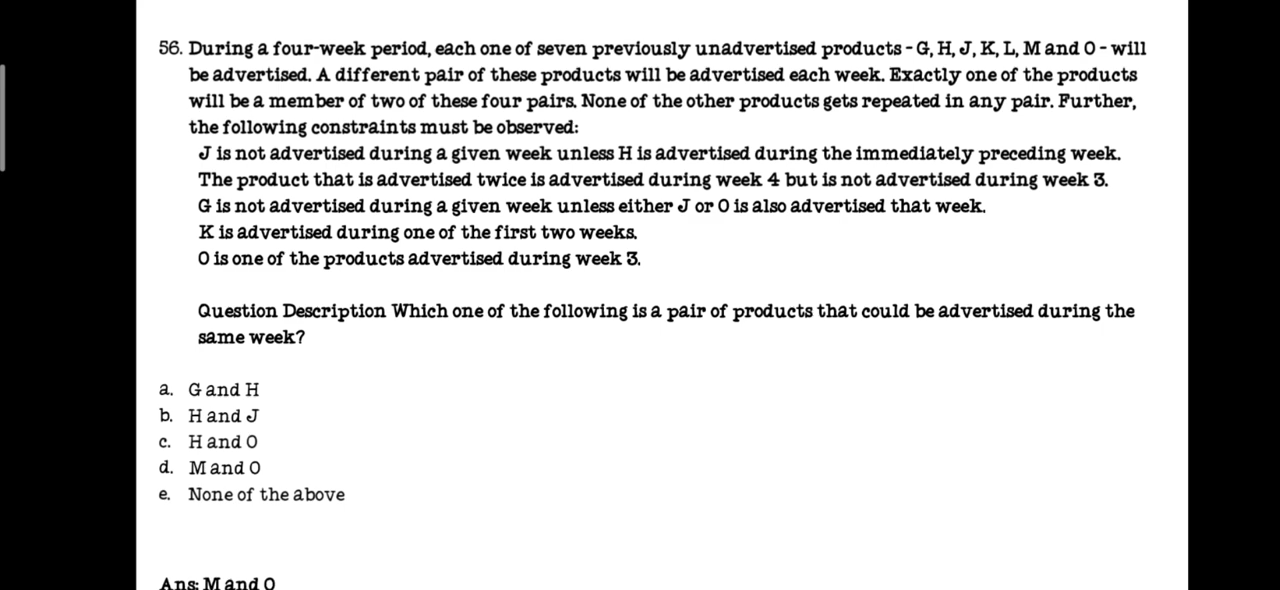 56. During a four-week period, each one of seven previously unadvertised products - G, H, J, K, L, M and O - will
be advertised. A different pair of these products will be advertised each week. Exactly one of the products
will be a member of two of these four pairs. None of the other products gets repeated in any pair. Further,
the following constraints must be observed:
J is not advertised during a given week unless H is advertised during the immediately preceding week.
The product that is advertised twice is advertised during week 4 but is not advertised during week 3.
G is not advertised during a given week unless either J or O is also advertised that week.
K is advertised during one of the first two weeks.
O is one of the products advertised during week 3.
Question Description Which one of the following is a pair of products that could be advertised during the
same week?
a. G and H
b. H and J
c. H and O
d. M and O
e. None of the above
Ans: M and O